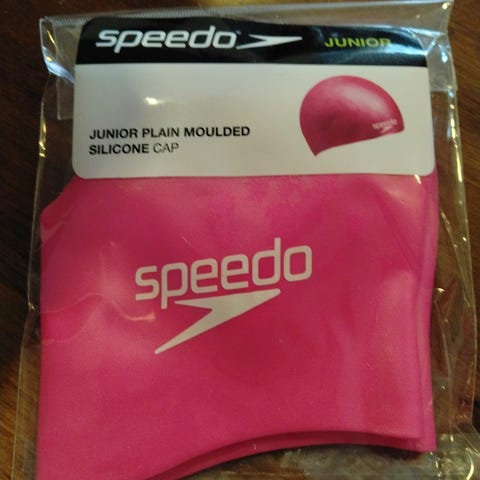 speedo
JUNIOR
JUNIOR PLAIN MOULDED
SILICONE CAP
speedo
speedo